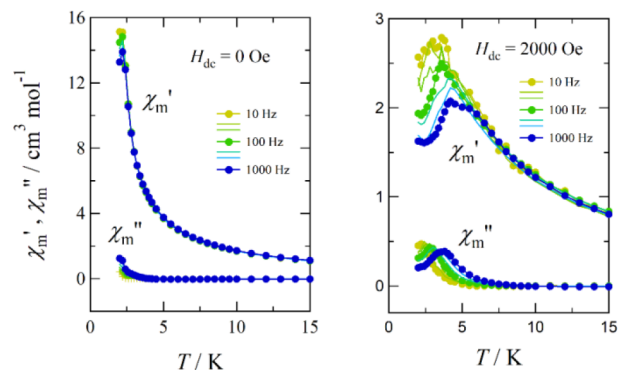 χm', χm'' / cm³ mol⁻¹
16
12
8
4
0
Hdc = 0 Oe
χm'
10 Hz
100 Hz
1000 Hz
χm''
0
5
10
15
T / K
3
2
1
0
Hdc = 2000 Oe
10 Hz
100 Hz
1000 Hz
χm'
χm''
0
5
10
15
T / K